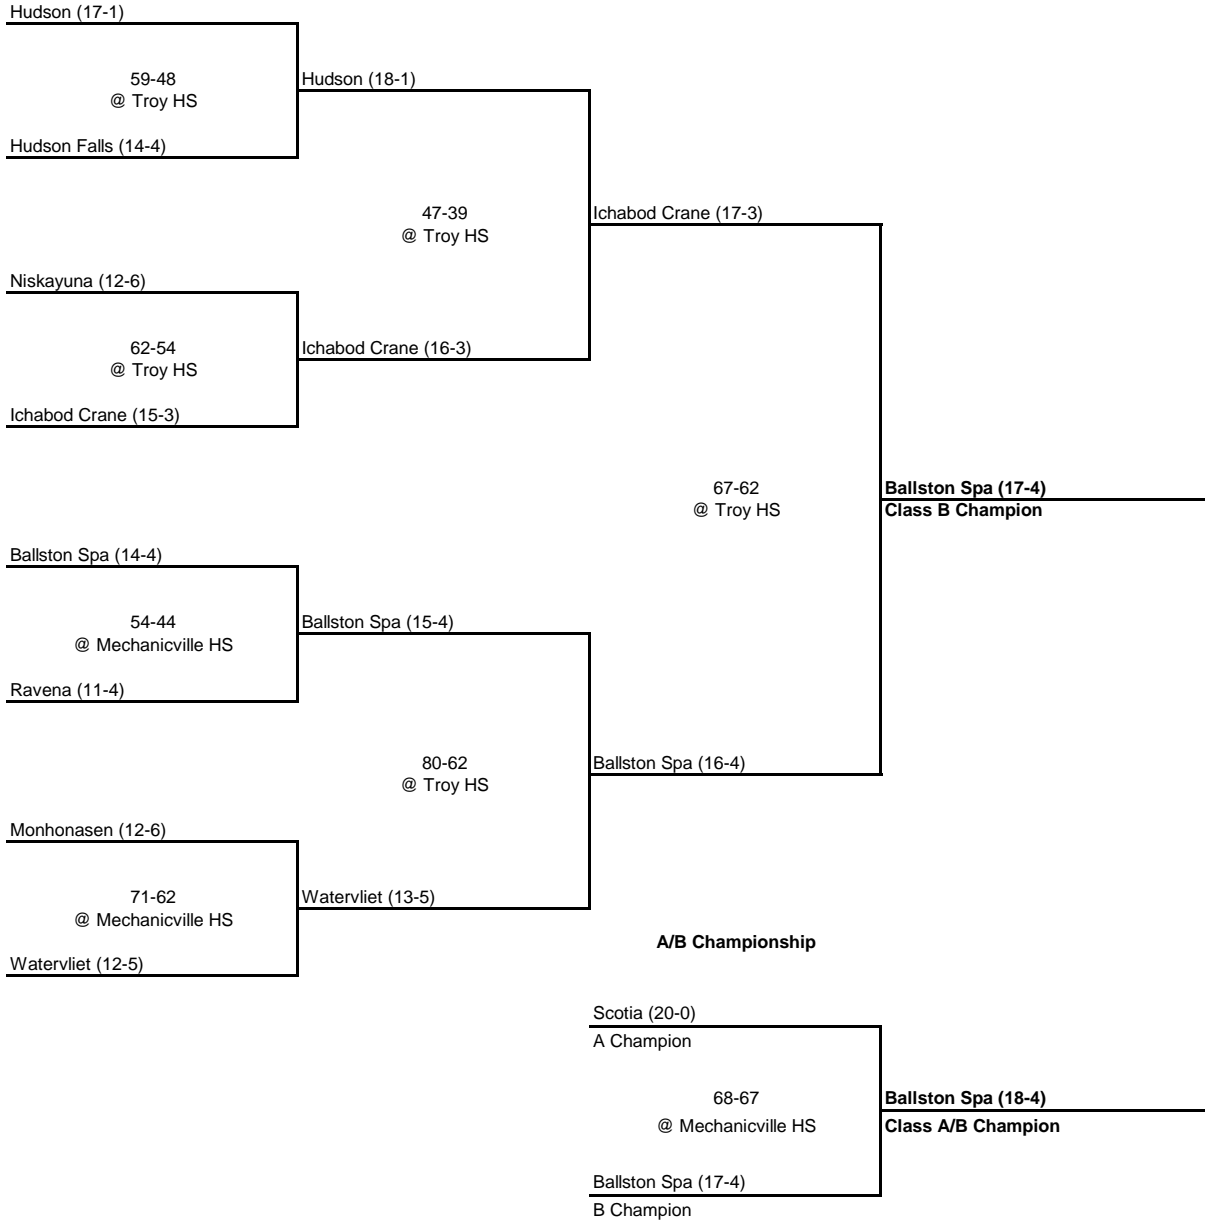 Hudson (17-1)
59-48
@ Troy HS
Hudson (18-1)
Hudson Falls (14-4)
47-39
@ Troy HS
Ichabod Crane (17-3)
Niskayuna (12-6)
62-54
@ Troy HS
Ichabod Crane (16-3)
Ichabod Crane (15-3)
67-62
@ Troy HS
Ballston Spa (17-4)
Class B Champion
Ballston Spa (14-4)
54-44
@ Mechanicville HS
Ballston Spa (15-4)
Ravena (11-4)
80-62
@ Troy HS
Ballston Spa (16-4)
Monhonasen (12-6)
71-62
@ Mechanicville HS
Watervliet (13-5)
Watervliet (12-5)
A/B Championship
Scotia (20-0)
A Champion
68-67
@ Mechanicville HS
Ballston Spa (18-4)
Class A/B Champion
Ballston Spa (17-4)
B Champion